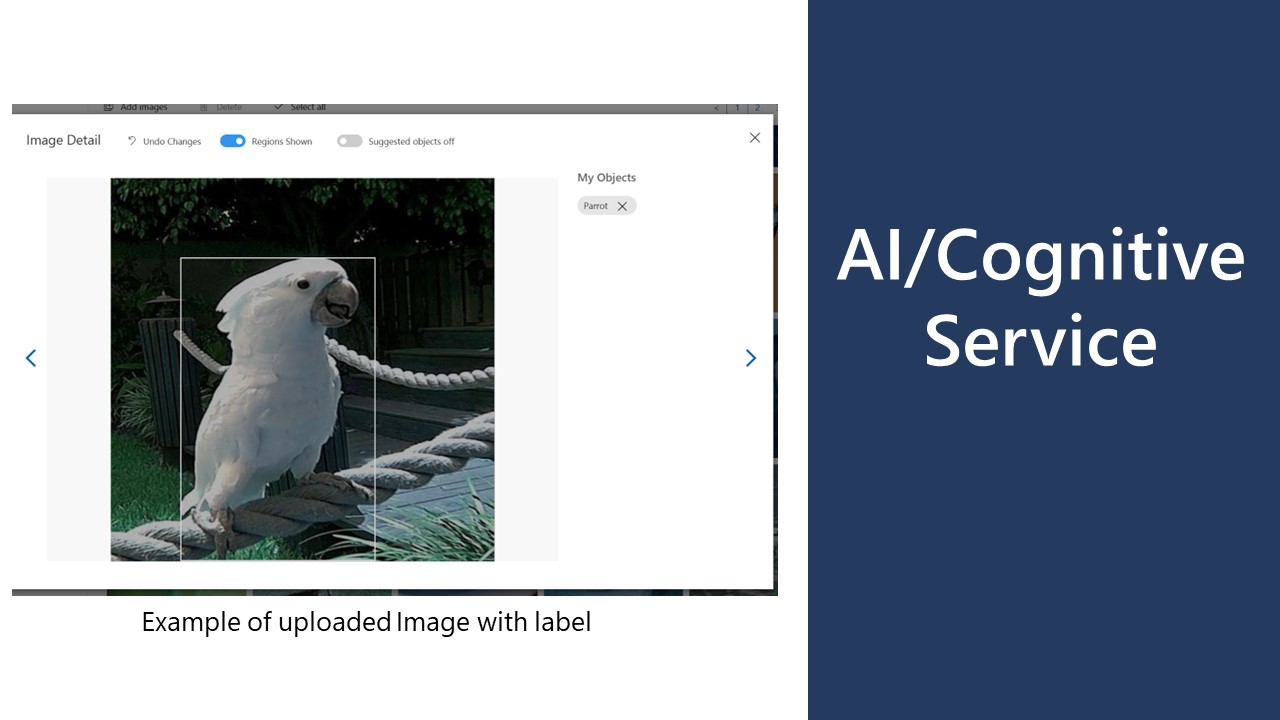 Add images Delete Select all < 1 2
Image Detail Undo Changes Regions Shown Suggested objects off
My Objects
Parrot
Example of uploaded Image with label
AI/Cognitive
Service